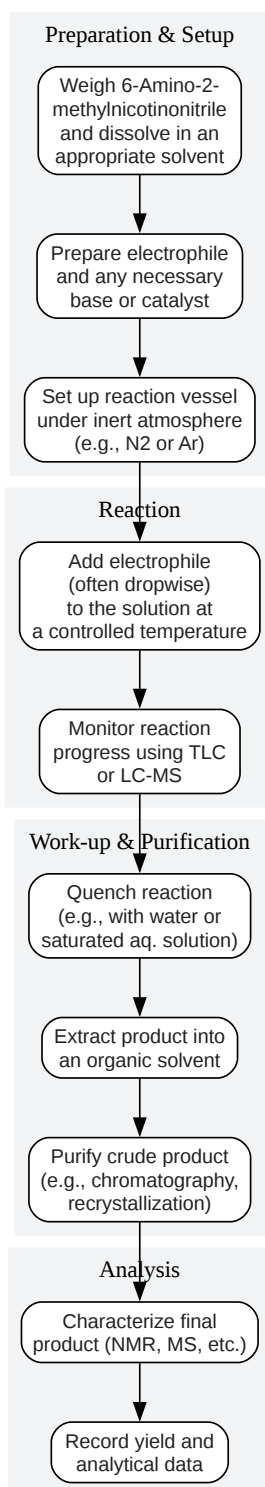 Preparation & Setup
Weigh 6-Amino-2-
methylnicotinonitrile
and dissolve in an
appropriate solvent
Prepare electrophile
and any necessary
base or catalyst
Set up reaction vessel
under inert atmosphere
(e.g., N2 or Ar)
Reaction
Add electrophile
(often dropwise)
to the solution at
a controlled temperature
Monitor reaction
progress using TLC
or LC-MS
Work-up & Purification
Quench reaction
(e.g., with water or
saturated aq. solution)
Extract product into
an organic solvent
Purify crude product
(e.g., chromatography,
recrystallization)
Analysis
Characterize final
product (NMR, MS, etc.)
Record yield and
analytical data